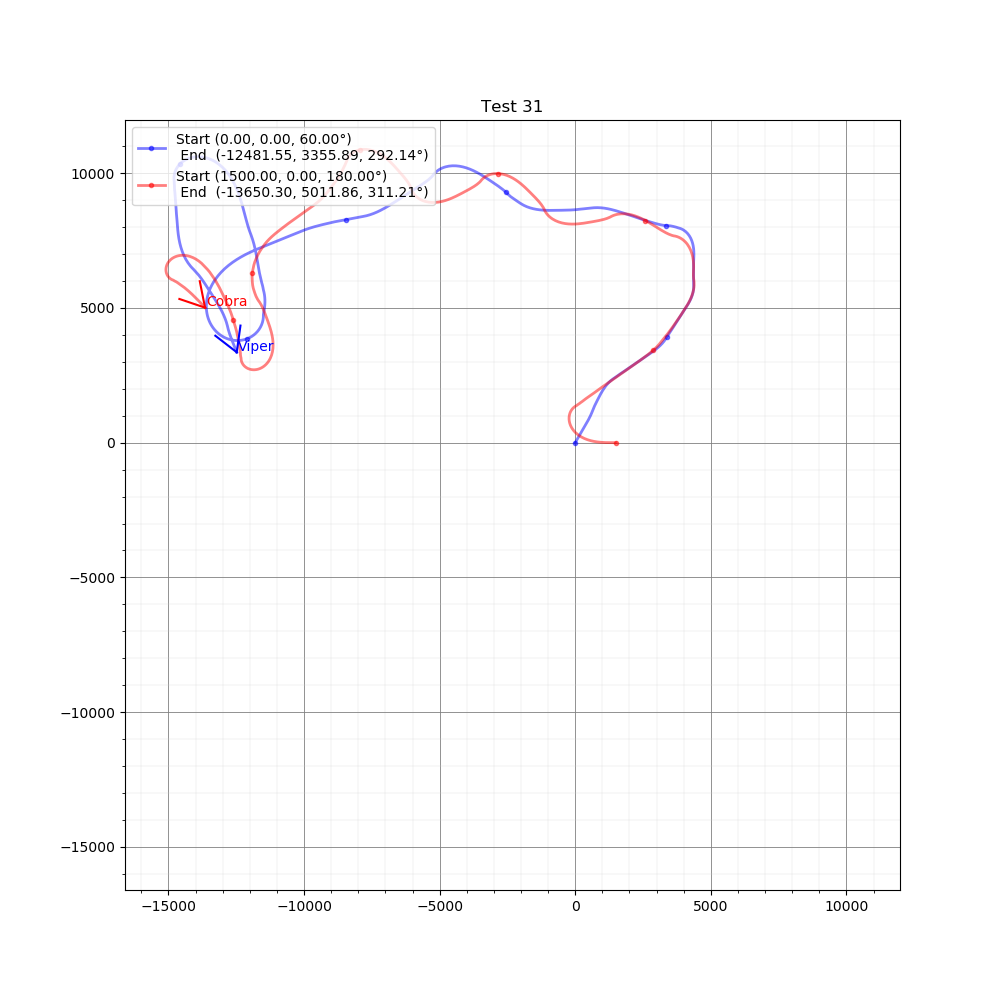 Test 31
Start (0.00, 0.00, 60.00°)
End (-12481.55, 3355.89, 292.14°)
Start (1500.00, 0.00, 180.00°)
End (-13650.30, 5011.86, 311.21°)
10000
5000
0
−5000
−10000
−15000
Cobra
Viper
−15000
−10000
−5000
0
5000
10000